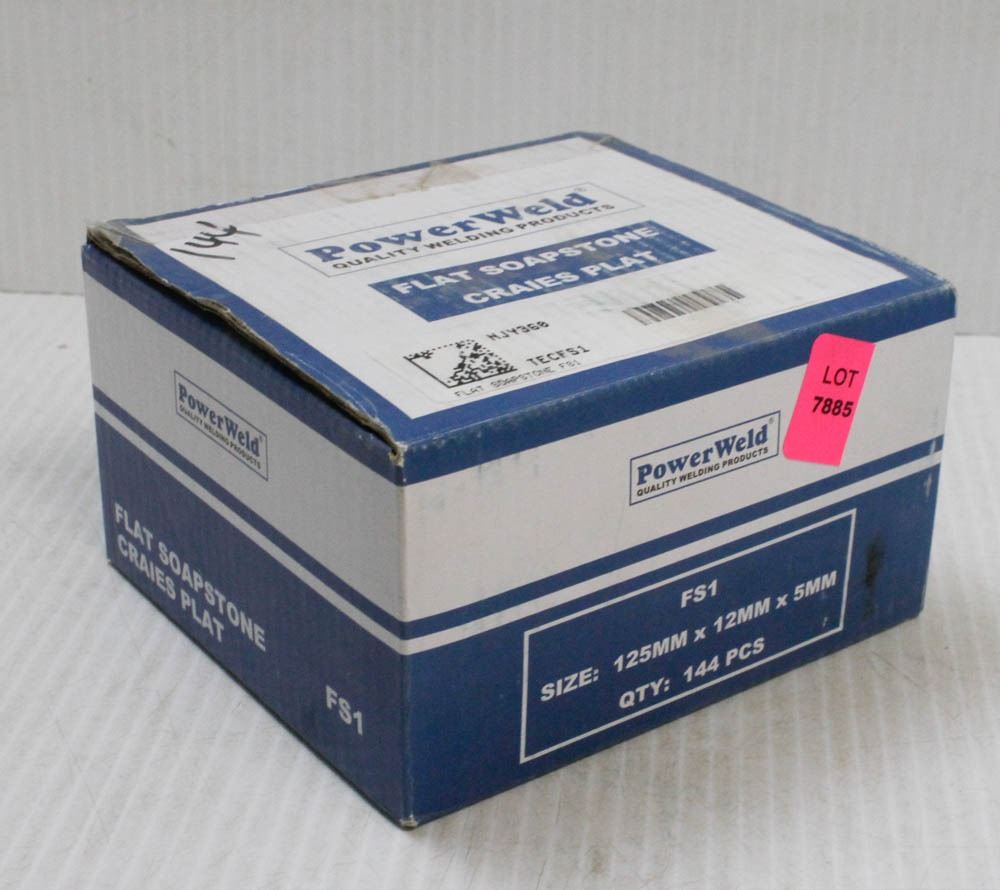 144
PowerWeld®
QUALITY WELDING PRODUCTS
FLAT SOAPSTONE
CRAIES PLAT
NJY360
TECFS1
FLAT SOAPSTONE FS1
LOT
7885
PowerWeld®
QUALITY WELDING PRODUCTS
FLAT SOAPSTONE
CRAIES PLAT
FS1
PowerWeld®
QUALITY WELDING PRODUCTS
FS1
SIZE: 125MM x 12MM x 5MM
QTY: 144 PCS